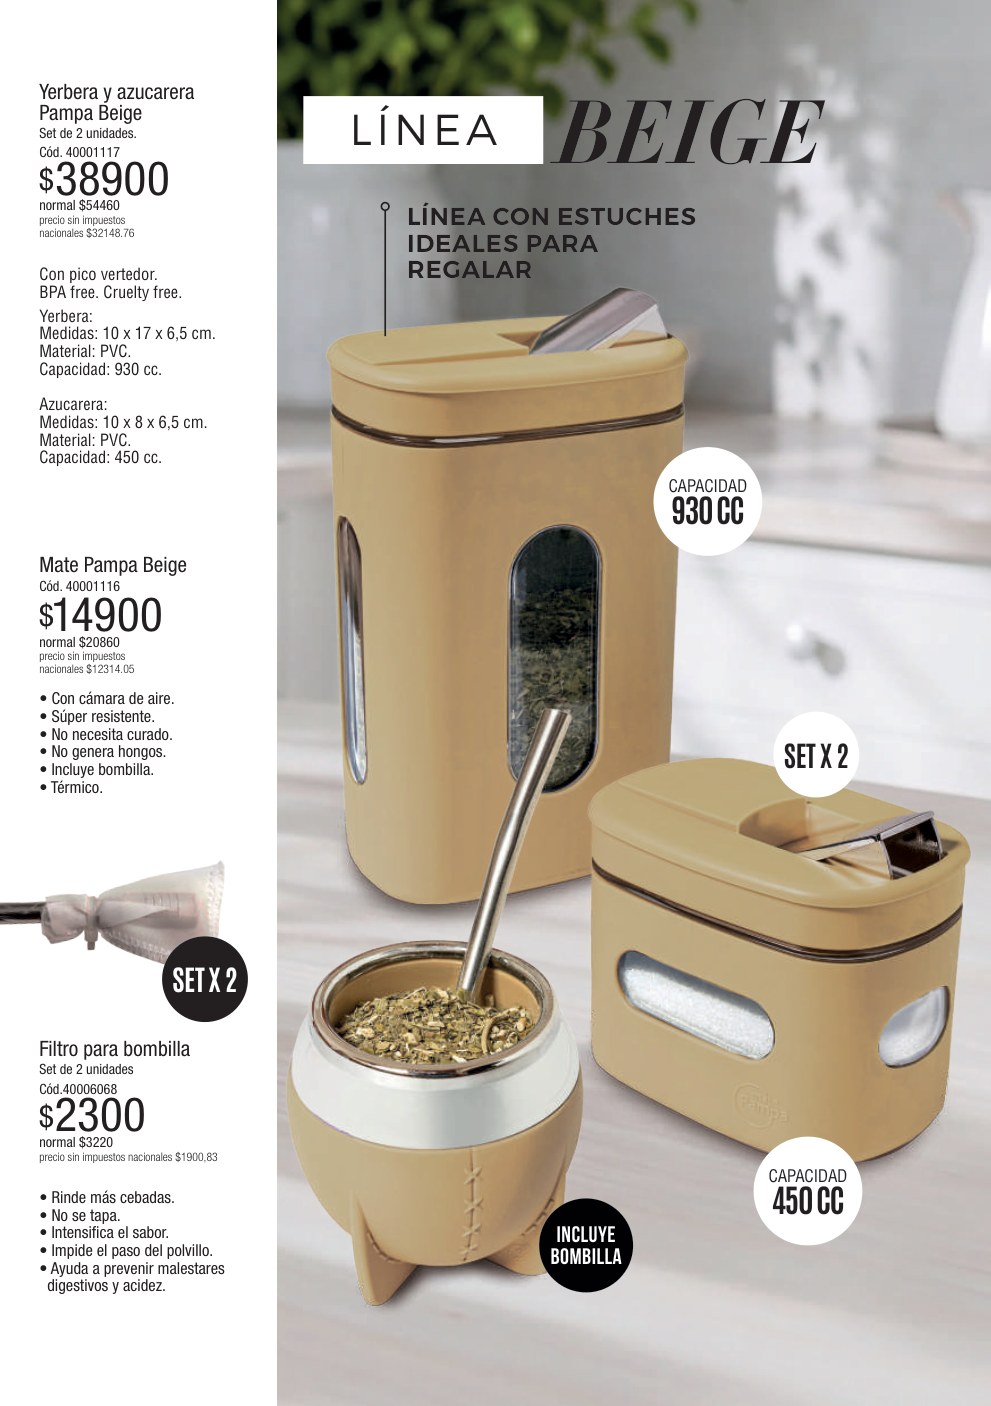 Yerbera y azucarera
Pampa Beige
Set de 2 unidades.
Cód. 40001117
$38900
normal $54460
precio sin impuestos
nacionales $32148.76
Con pico vertedor.
BPA free. Cruelty free.
Yerbera:
Medidas: 10 x 17 x 6,5 cm.
Material: PVC.
Capacidad: 930 cc.
Azucarera:
Medidas: 10 x 8 x 6,5 cm.
Material: PVC.
Capacidad: 450 cc.
Mate Pampa Beige
Cód. 40001116
$14900
normal $20860
precio sin impuestos
nacionales $12314.05
• Con cámara de aire.
• Súper resistente.
• No necesita curado.
• No genera hongos.
• Incluye bombilla.
• Térmico.
SET X 2
Filtro para bombilla
Set de 2 unidades
Cód.40006068
$2300
normal $3220
precio sin impuestos nacionales $1900,83
• Rinde más cebadas.
• No se tapa.
• Intensifica el sabor.
• Impide el paso del polvillo.
• Ayuda a prevenir malestares
digestivos y acidez.
LÍNEA BEIGE
LÍNEA CON ESTUCHES
IDEALES PARA
REGALAR
CAPACIDAD
930 CC
SET X 2
CAPACIDAD
450 CC
INCLUYE
BOMBILLA